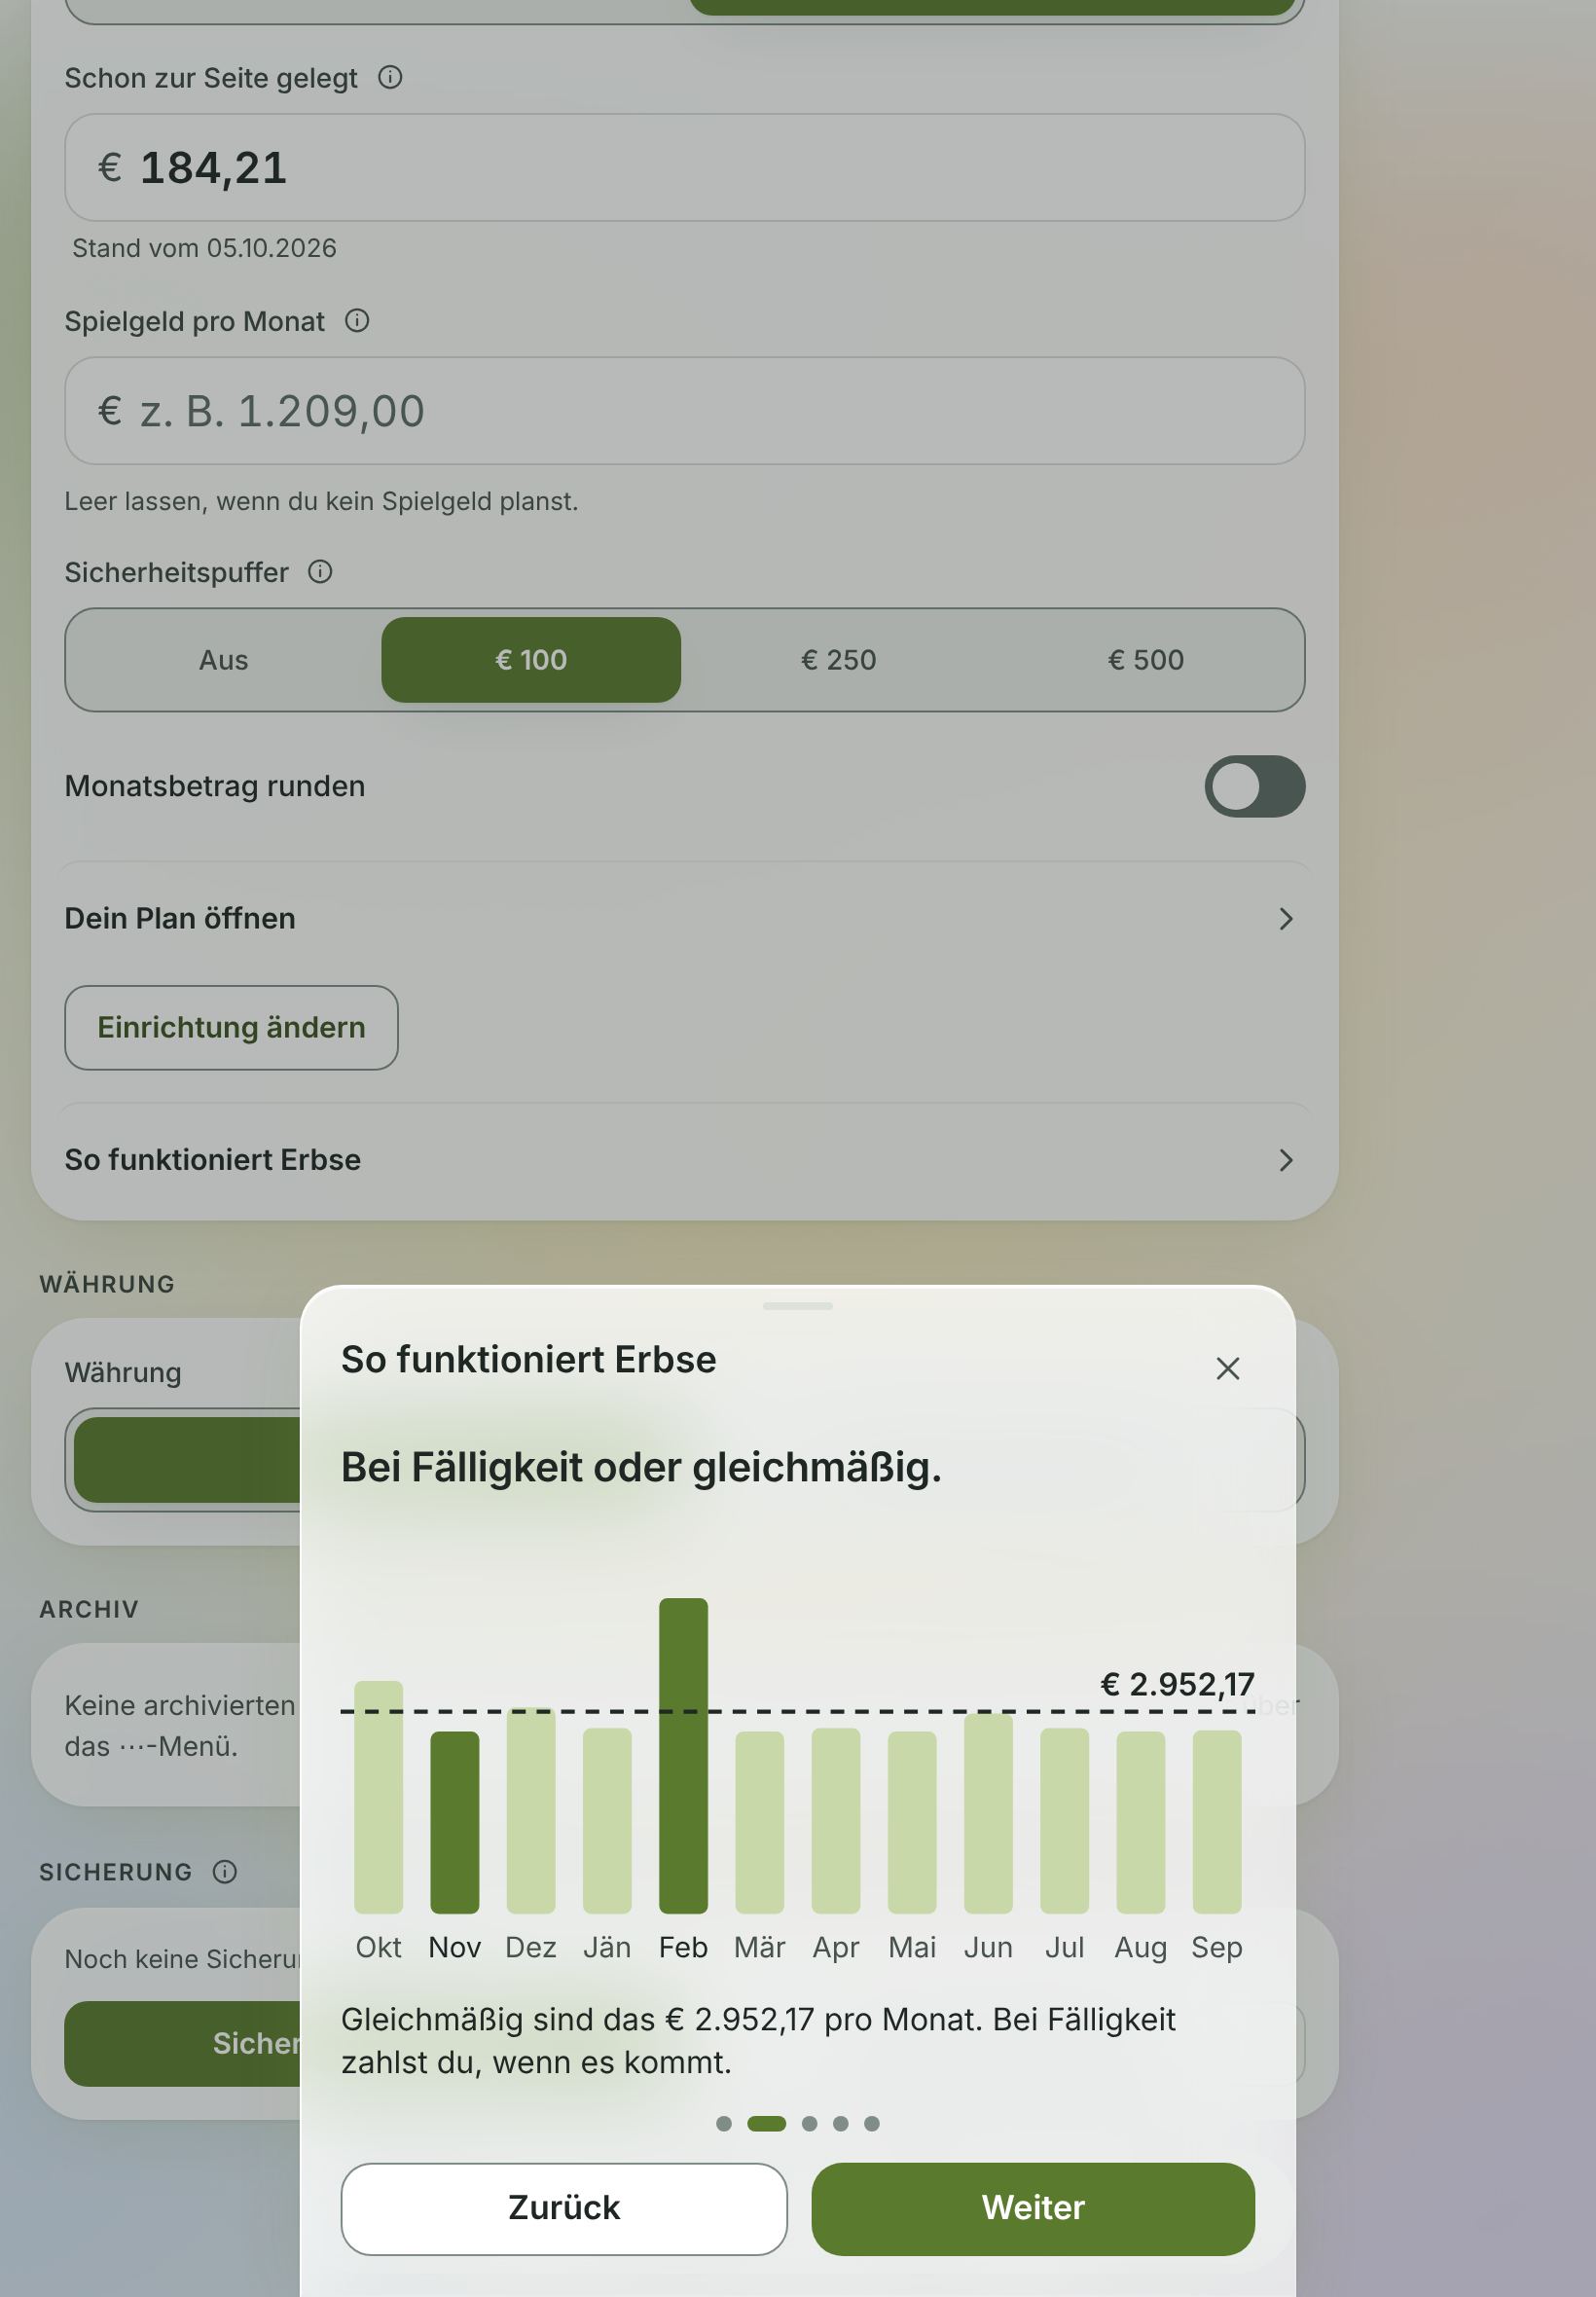 Schon zur Seite gelegt
€ 184,21
Stand vom 05.10.2026
Spielgeld pro Monat
€ z. B. 1.209,00
Leer lassen, wenn du kein Spielgeld planst.
Sicherheitspuffer
Aus € 100 € 250 € 500
Monatsbetrag runden
Dein Plan öffnen
Einrichtung ändern
So funktioniert Erbse
WÄHRUNG
Währung
ARCHIV
Keine archivierten
das ···-Menü.
SICHERUNG
Noch keine
So funktioniert Erbse
Bei Fälligkeit oder gleichmäßig.
€ 2.952,17
Okt Nov Dez Jän Feb Mär Apr Mai Jun Jul Aug Sep
Gleichmäßig sind das € 2.952,17 pro Monat. Bei Fälligkeit
zahlst du, wenn es kommt.
Zurück Weiter